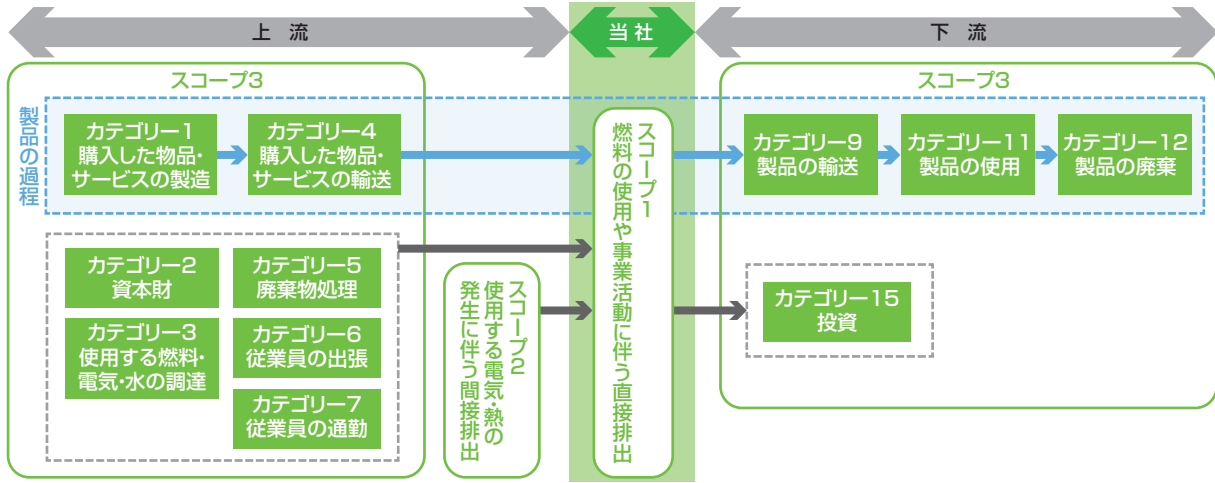 上 流
当 社
下 流
スコープ3
製品の過程
カテゴリー1
購入した物品・
サービスの製造
カテゴリー4
購入した物品・
サービスの輸送
カテゴリー2
資本財
カテゴリー3
使用する燃料・
電気・水の調達
カテゴリー5
廃棄物処理
カテゴリー6
従業員の出張
カテゴリー7
従業員の通勤
スコープ2
使用する電気・熱の
発生に伴う間接排出
スコープ1
燃料の使用や事業活動に伴う直接排出
スコープ3
カテゴリー9
製品の輸送
カテゴリー11
製品の使用
カテゴリー12
製品の廃棄
カテゴリー15
投資